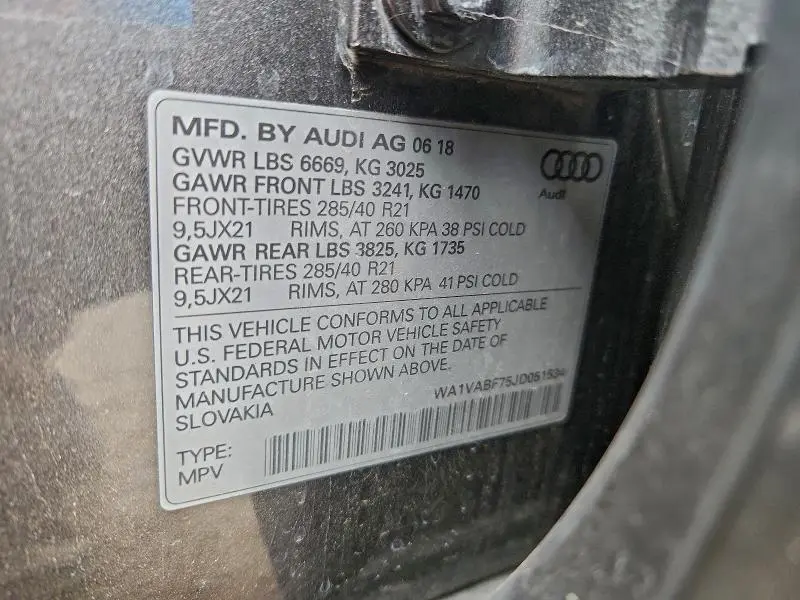 MFD. BY AUDI AG 06 18
GVWR LBS 6669, KG 3025
GAWR FRONT LBS 3241, KG 1470
FRONT-TIRES 285/40 R21
9,5JX21 RIMS, AT 260 KPA 38 PSI COLD
GAWR REAR LBS 3825, KG 1735
REAR-TIRES 285/40 R21
9,5JX21 RIMS, AT 280 KPA 41 PSI COLD
Audi
THIS VEHICLE CONFORMS TO ALL APPLICABLE
U.S. FEDERAL MOTOR VEHICLE SAFETY
STANDARDS IN EFFECT ON THE DATE OF
MANUFACTURE SHOWN ABOVE.
SLOVAKIA
WA1VABF75JD051534
TYPE:
MPV